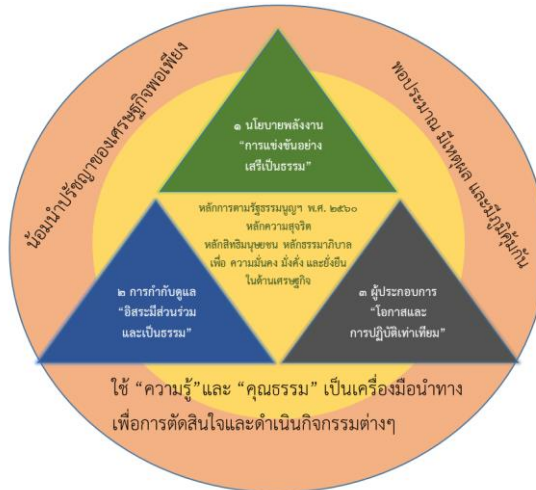 น้อมนำปรัชญาของเศรษฐกิจพอเพียง
พอประมาณ มีเหตุผล และมีภูมิคุ้มกัน
๑ นโยบายพลังงาน
“การแข่งขันอย่าง
เสรีเป็นธรรม”
หลักการตามรัฐธรรมนูญฯ พ.ศ. ๒๕๖๐
หลักความสุจริต
หลักสิทธิมนุษยชน หลักธรรมาภิบาล
เพื่อ ความมั่นคง มั่งคั่ง และยั่งยืน
ในด้านเศรษฐกิจ
๒ การกำกับดูแล
“อิสระมีส่วนร่วม
และเป็นธรรม”
๓ ผู้ประกอบการ
“โอกาสและ
การปฏิบัติเท่าเทียม”
ใช้ “ความรู้”และ “คุณธรรม” เป็นเครื่องมือนำทาง
เพื่อการตัดสินใจและดำเนินกิจกรรมต่างๆ